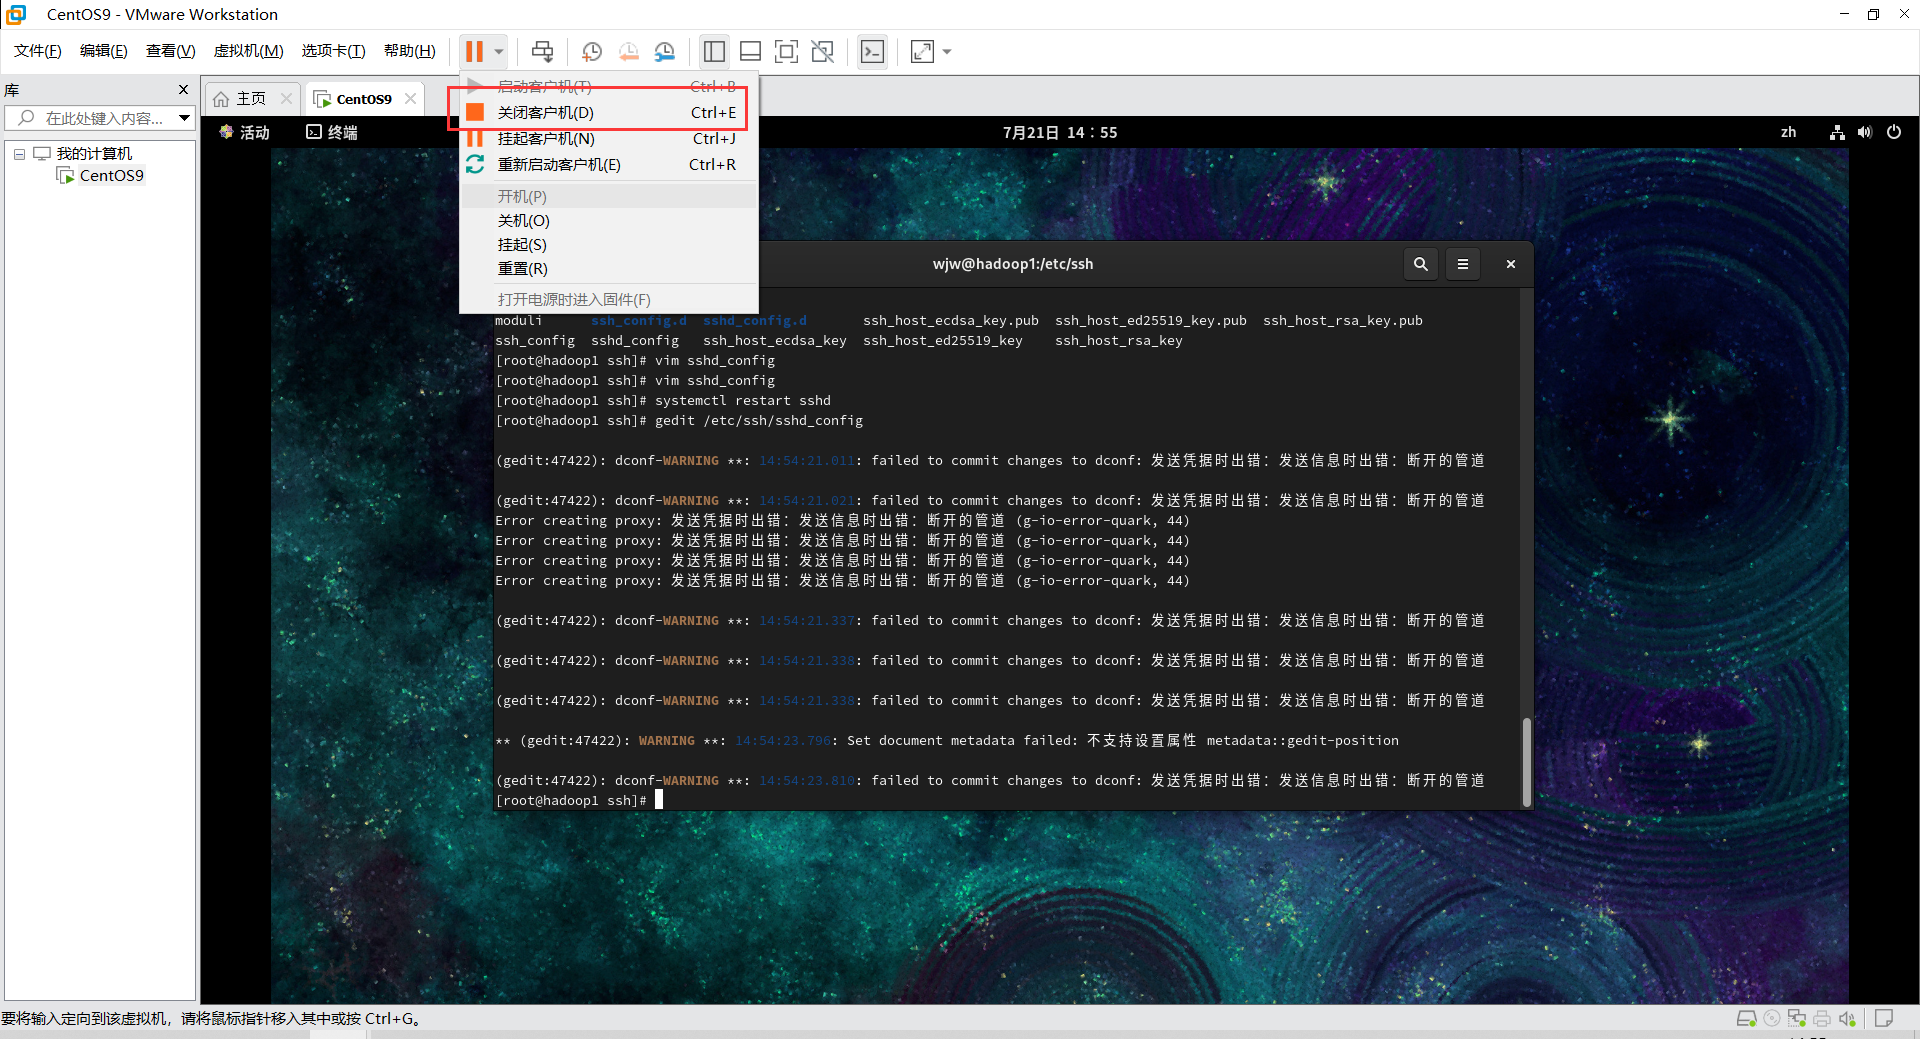 CentOS9 - VMware Workstation
文件(F) 编辑(E) 查看(V) 虚拟机(M) 选项卡(T) 帮助(H)
库
在此处键入内容...
我的计算机
CentOS9
主页 CentOS9
启动客户机(T) Ctrl+B
关闭客户机(D) Ctrl+E
挂起客户机(N) Ctrl+J
重新启动客户机(E) Ctrl+R
开机(P)
关机(O)
挂起(S)
重置(R)
打开电源时进入固件(F)
活动 终端 7月21日 14：55 zh
wjw@hadoop1:/etc/ssh
moduli ssh_config.d sshd_config.d ssh_host_ecdsa_key.pub ssh_host_ed25519_key.pub ssh_host_rsa_key.pub
ssh_config sshd_config ssh_host_ecdsa_key ssh_host_ed25519_key ssh_host_rsa_key
[root@hadoop1 ssh]# vim sshd_config
[root@hadoop1 ssh]# vim sshd_config
[root@hadoop1 ssh]# systemctl restart sshd
[root@hadoop1 ssh]# gedit /etc/ssh/sshd_config
(gedit:47422): dconf-WARNING **: 14:54:21.011: failed to commit changes to dconf: 发送凭据时出错：发送信息时出错：断开的管道
(gedit:47422): dconf-WARNING **: 14:54:21.021: failed to commit changes to dconf: 发送凭据时出错：发送信息时出错：断开的管道
Error creating proxy: 发送凭据时出错：发送信息时出错：断开的管道 (g-io-error-quark, 44)
Error creating proxy: 发送凭据时出错：发送信息时出错：断开的管道 (g-io-error-quark, 44)
Error creating proxy: 发送凭据时出错：发送信息时出错：断开的管道 (g-io-error-quark, 44)
Error creating proxy: 发送凭据时出错：发送信息时出错：断开的管道 (g-io-error-quark, 44)
(gedit:47422): dconf-WARNING **: 14:54:21.337: failed to commit changes to dconf: 发送凭据时出错：发送信息时出错：断开的管道
(gedit:47422): dconf-WARNING **: 14:54:21.338: failed to commit changes to dconf: 发送凭据时出错：发送信息时出错：断开的管道
(gedit:47422): dconf-WARNING **: 14:54:21.338: failed to commit changes to dconf: 发送凭据时出错：发送信息时出错：断开的管道
** (gedit:47422): WARNING **: 14:54:23.796: Set document metadata failed: 不支持设置属性 metadata::gedit-position
(gedit:47422): dconf-WARNING **: 14:54:23.810: failed to commit changes to dconf: 发送凭据时出错：发送信息时出错：断开的管道
[root@hadoop1 ssh]#
要将输入定向到该虚拟机，请将鼠标指针移入其中或按 Ctrl+G。